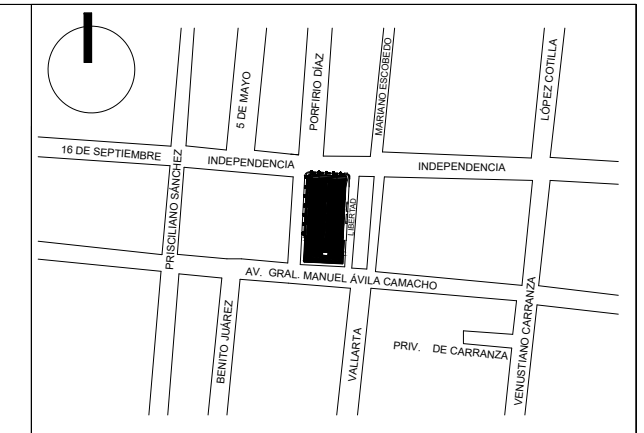 5 DE MAYO
PORFIRIO DÍAZ
MARIANO ESCOBEDO
LÓPEZ COTILLA
16 DE SEPTIEMBRE
INDEPENDENCIA
INDEPENDENCIA
PRISCILIANO SÁNCHEZ
LIBERTAD
AV. GRAL. MANUEL ÁVILA CAMACHO
BENITO JUÁREZ
VALLARTA
PRIV. DE CARRANZA
VENUSTIANO CARRANZA